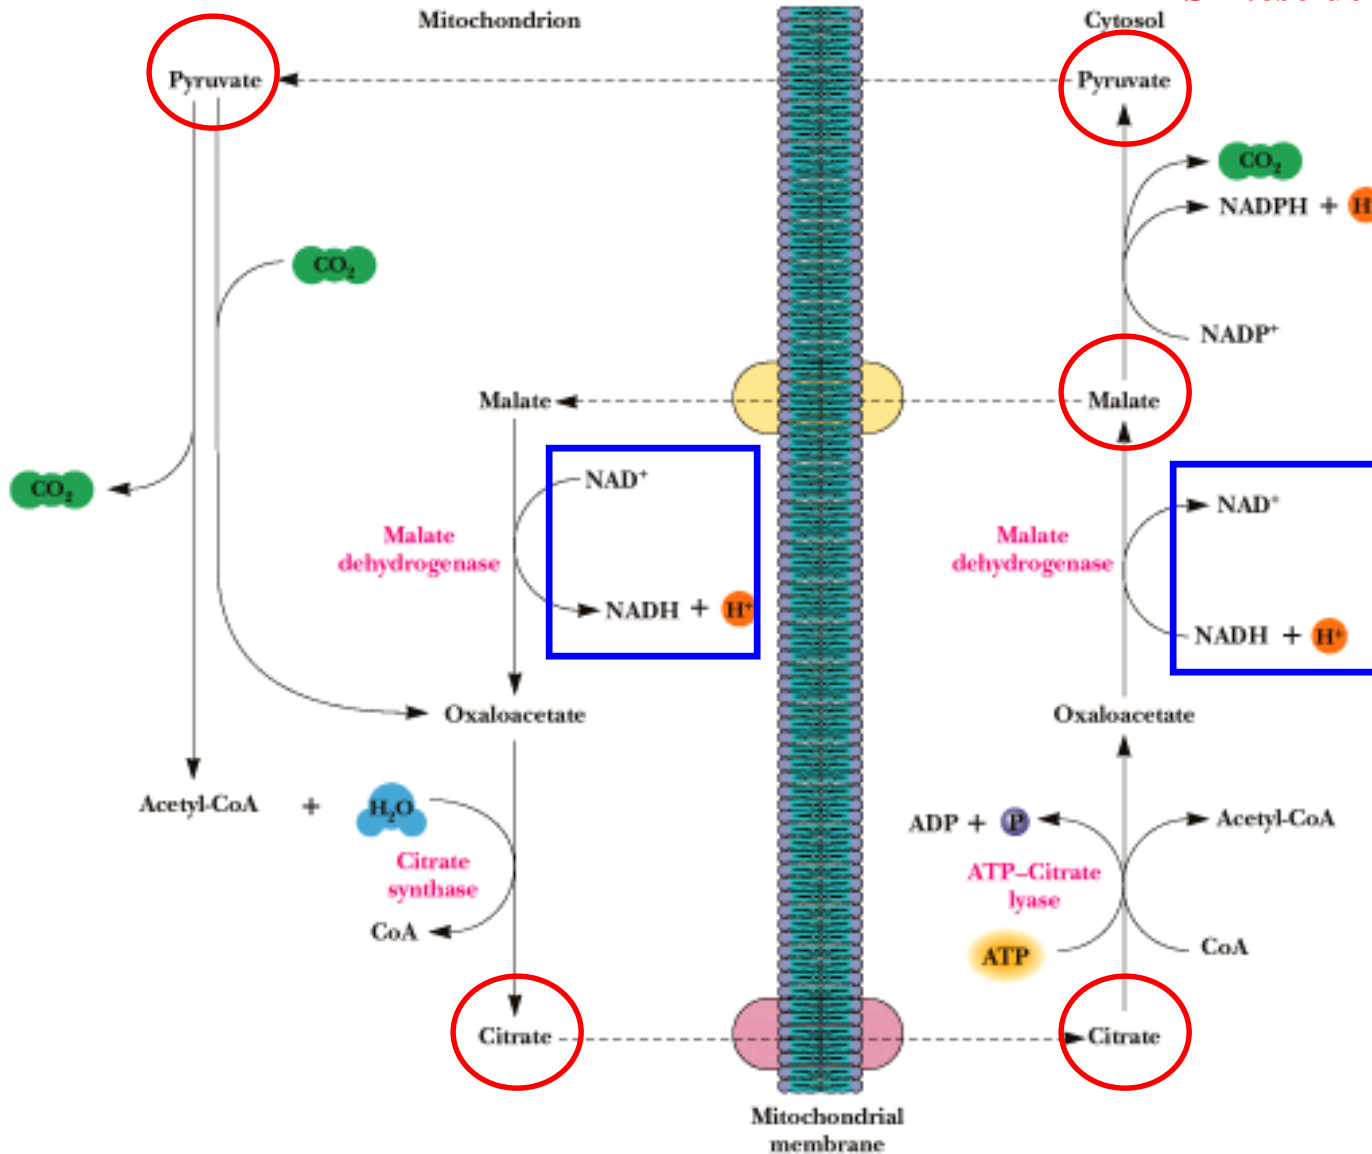 Mitochondrion
Cytosol
Pyruvate
Pyruvate
CO₂
NADPH + H
CO₂
NADP⁺
Malate
Malate
NAD⁺
CO₂
NAD⁺
Malate
dehydrogenase
Malate
dehydrogenase
NADH + H⁺
NADH + H⁺
Oxaloacetate
Oxaloacetate
Acetyl-CoA + H₂O
ADP + P
Acetyl-CoA
Citrate
synthase
ATP–Citrate
lyase
CoA
ATP
CoA
Citrate
Citrate
Mitochondrial
membrane